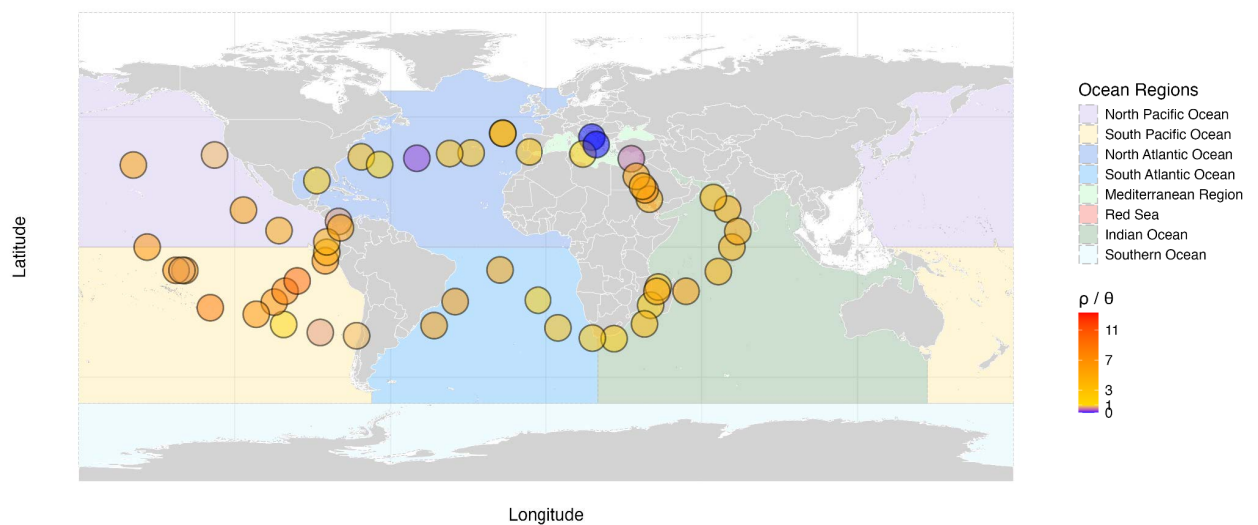 Latitude
Longitude
Ocean Regions
North Pacific Ocean
South Pacific Ocean
North Atlantic Ocean
South Atlantic Ocean
Mediterranean Region
Red Sea
Indian Ocean
Southern Ocean
ρ / θ
11
7
3
1
0